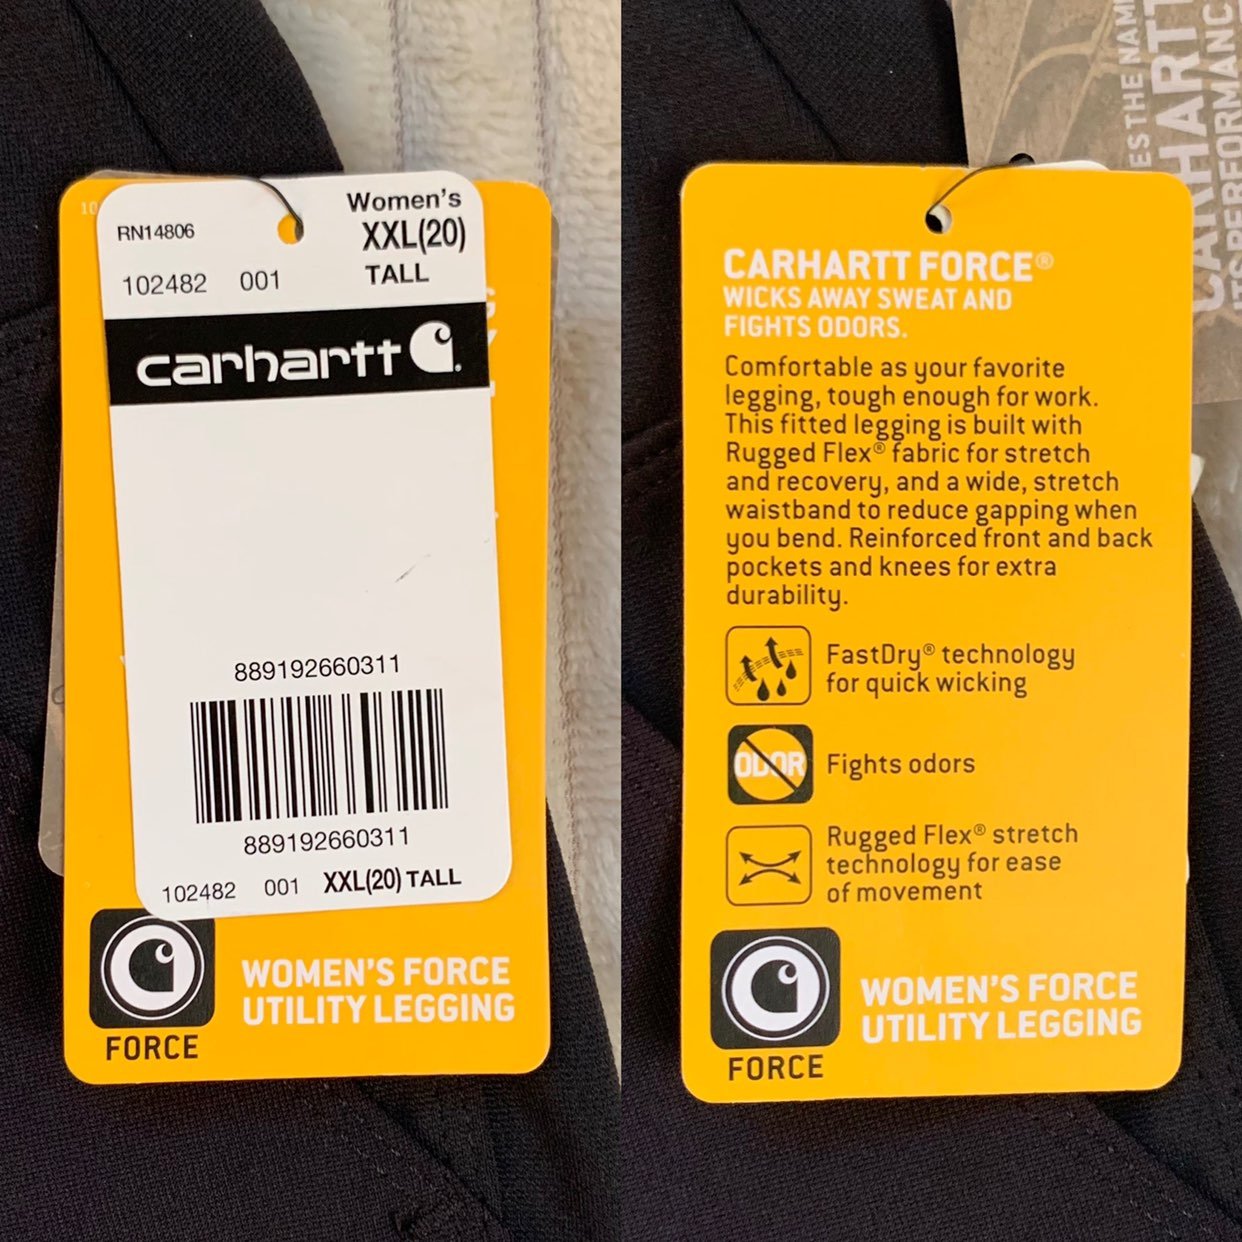 10
RN14806
Women's
XXL(20)
TALL
102482 001
carhartt
889192660311
889192660311
102482 001 XXL(20) TALL
FORCE
WOMEN'S FORCE
UTILITY LEGGING
THE NAM
CARHARTT
PERFORMANC
CARHARTT FORCE®
WICKS AWAY SWEAT AND
FIGHTS ODORS.
Comfortable as your favorite
legging, tough enough for work.
This fitted legging is built with
Rugged Flex® fabric for stretch
and recovery, and a wide, stretch
waistband to reduce gapping when
you bend. Reinforced front and back
pockets and knees for extra
durability.
FastDry® technology
for quick wicking
ODOR
Fights odors
Rugged Flex® stretch
technology for ease
of movement
FORCE
WOMEN'S FORCE
UTILITY LEGGING